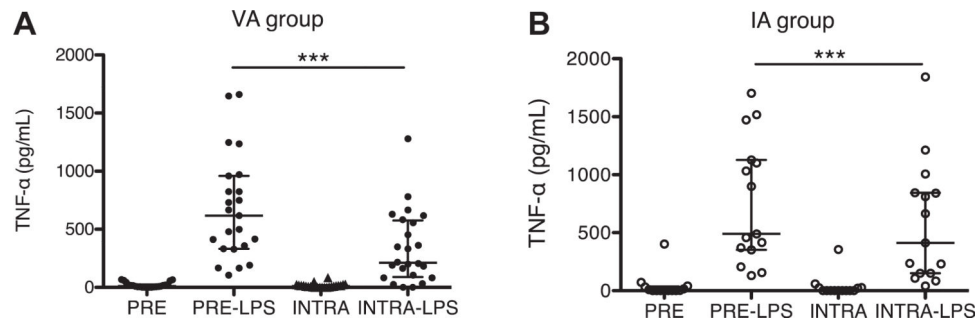 A
VA group
TNF-α (pg/mL)
2000
1500
1000
500
0
***
PRE
PRE-LPS
INTRA
INTRA-LPS
B
IA group
TNF-α (pg/mL)
2000
1500
1000
500
0
***
PRE
PRE-LPS
INTRA
INTRA-LPS